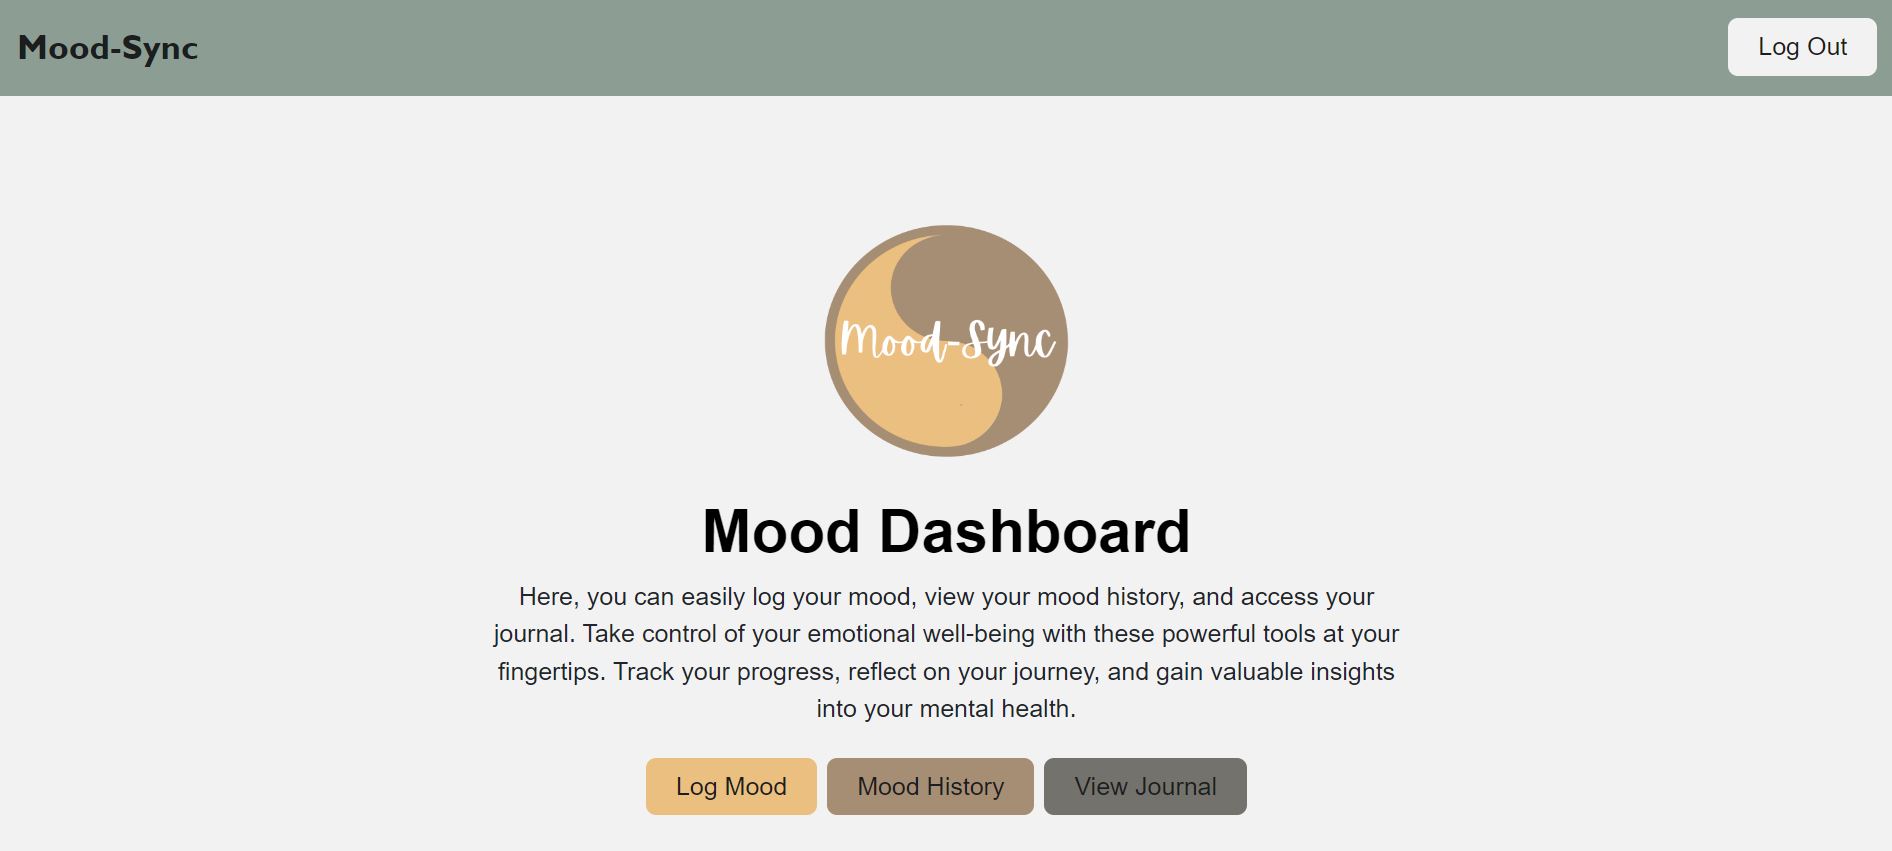 Mood-Sync
Log Out
Mood-Sync
Mood Dashboard
Here, you can easily log your mood, view your mood history, and access your
journal. Take control of your emotional well-being with these powerful tools at your
fingertips. Track your progress, reflect on your journey, and gain valuable insights
into your mental health.
Log Mood
Mood History
View Journal